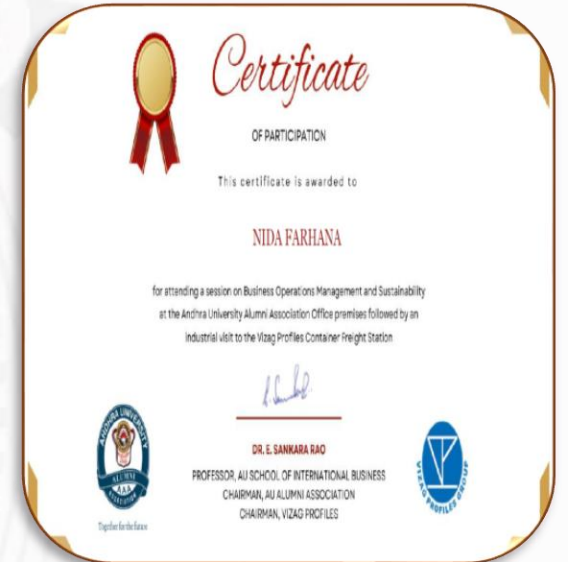 Certificate
OF PARTICIPATION
This certificate is awarded to
NIDA FARHANA
for attending a session on Business Operations Management and Sustainability
at the Andhra University Alumni Association Office premises followed by an
industrial visit to the Vizag Profiles Container Freight Station
DR. E. SANKARA RAO
PROFESSOR, AU SCHOOL OF INTERNATIONAL BUSINESS
CHAIRMAN, AU ALUMNI ASSOCIATION
CHAIRMAN, VIZAG PROFILES
ANDHRA UNIVERSITY
ALUMNI
A A A
ASSOCIATION
Together for the future
VIZAG PROFILES GROUP